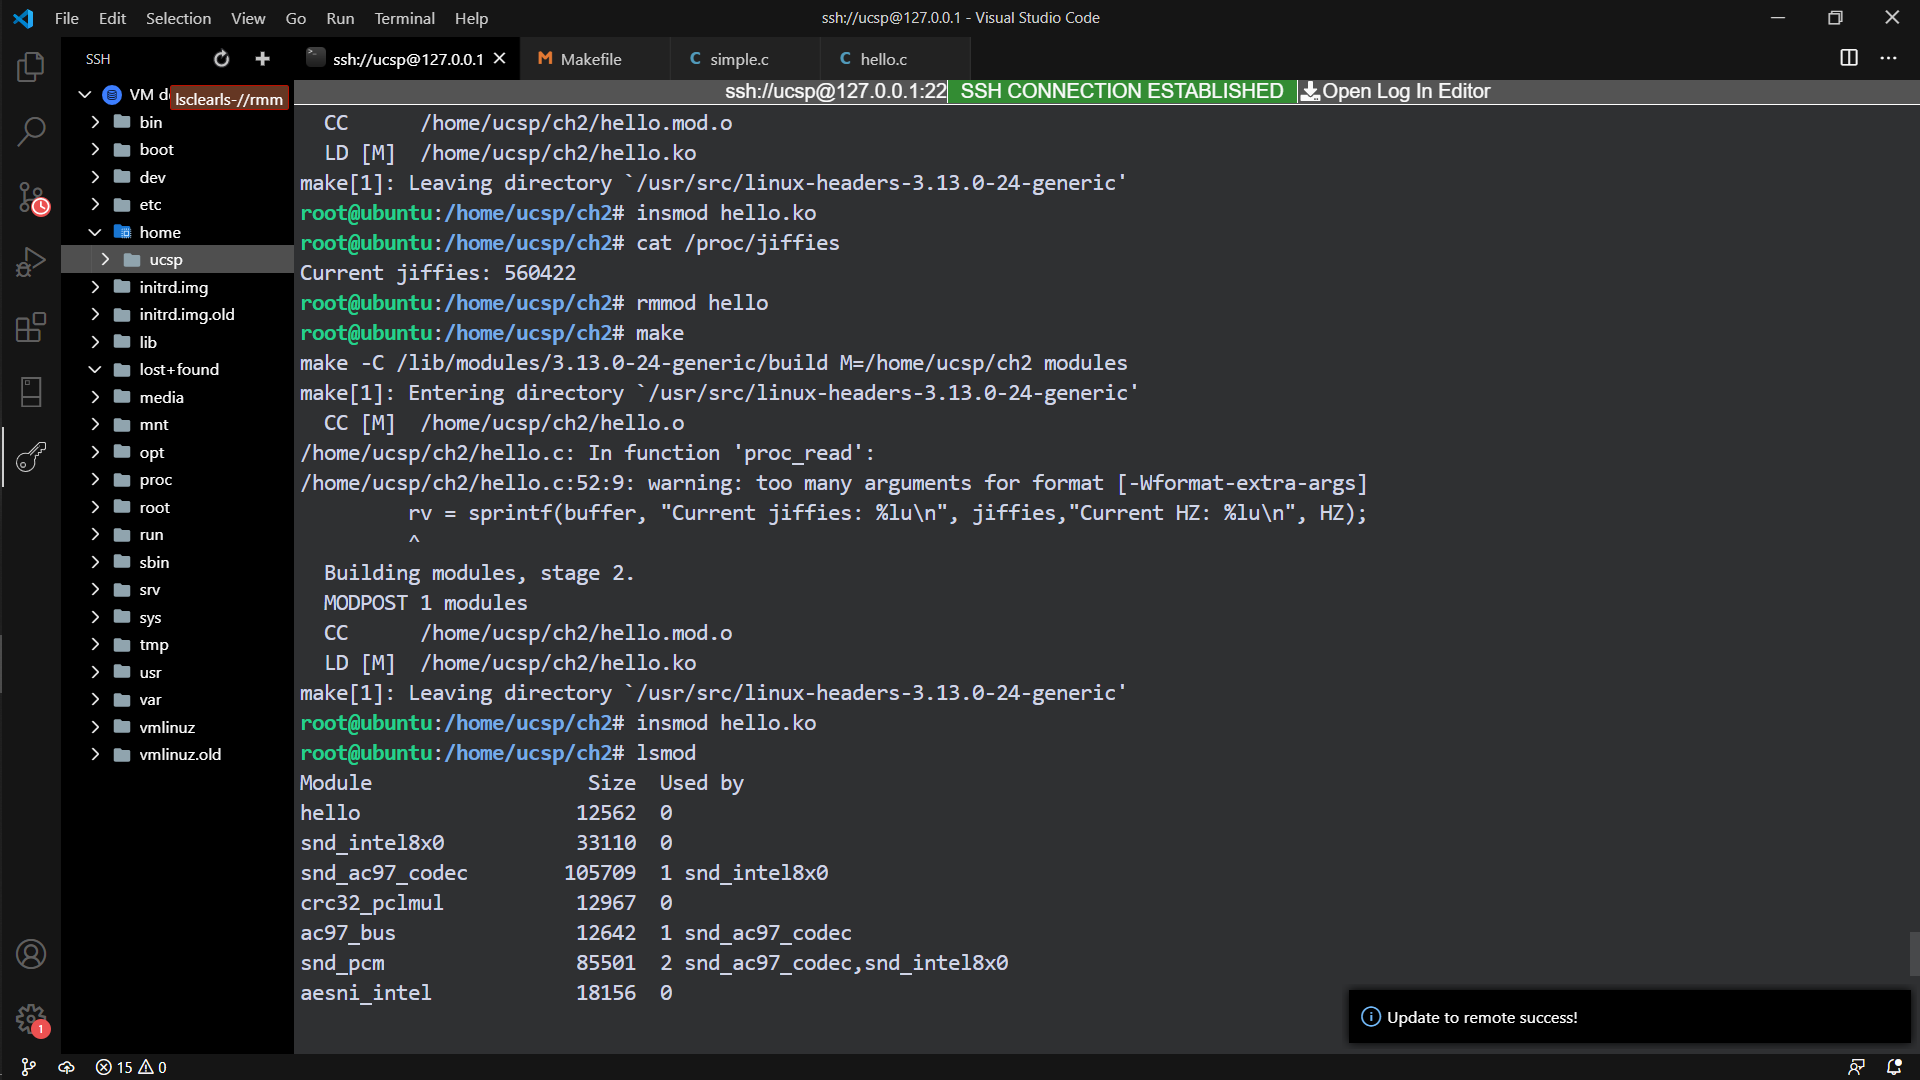 File Edit Selection View Go Run Terminal Help
ssh://ucsp@127.0.0.1 - Visual Studio Code
SSH
ssh://ucsp@127.0.0.1
M Makefile
C simple.c
C hello.c
VM d
lsclearls-//rmm
ssh://ucsp@127.0.0.1:22 SSH CONNECTION ESTABLISHED Open Log In Editor
bin
boot
dev
etc
home
ucsp
initrd.img
initrd.img.old
lib
lost+found
media
mnt
opt
proc
root
run
sbin
srv
sys
tmp
usr
var
vmlinuz
vmlinuz.old
CC      /home/ucsp/ch2/hello.mod.o
LD [M]  /home/ucsp/ch2/hello.ko
make[1]: Leaving directory `/usr/src/linux-headers-3.13.0-24-generic'
root@ubuntu:/home/ucsp/ch2# insmod hello.ko
root@ubuntu:/home/ucsp/ch2# cat /proc/jiffies
Current jiffies: 560422
root@ubuntu:/home/ucsp/ch2# rmmod hello
root@ubuntu:/home/ucsp/ch2# make
make -C /lib/modules/3.13.0-24-generic/build M=/home/ucsp/ch2 modules
make[1]: Entering directory `/usr/src/linux-headers-3.13.0-24-generic'
CC [M]  /home/ucsp/ch2/hello.o
/home/ucsp/ch2/hello.c: In function 'proc_read':
/home/ucsp/ch2/hello.c:52:9: warning: too many arguments for format [-Wformat-extra-args]
rv = sprintf(buffer, "Current jiffies: %lu\n", jiffies,"Current HZ: %lu\n", HZ);
^
Building modules, stage 2.
MODPOST 1 modules
CC      /home/ucsp/ch2/hello.mod.o
LD [M]  /home/ucsp/ch2/hello.ko
make[1]: Leaving directory `/usr/src/linux-headers-3.13.0-24-generic'
root@ubuntu:/home/ucsp/ch2# insmod hello.ko
root@ubuntu:/home/ucsp/ch2# lsmod
Module                  Size  Used by
hello                  12562  0
snd_intel8x0           33110  0
snd_ac97_codec        105709  1 snd_intel8x0
crc32_pclmul           12967  0
ac97_bus               12642  1 snd_ac97_codec
snd_pcm                85501  2 snd_ac97_codec,snd_intel8x0
aesni_intel            18156  0
Update to remote success!
1
15 0